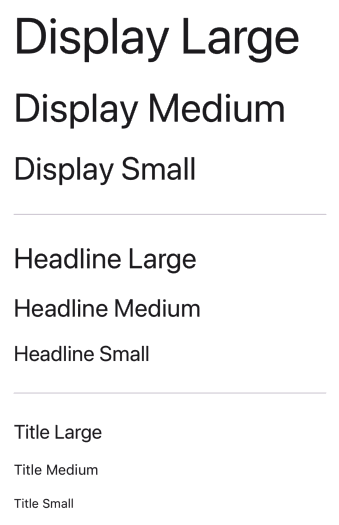 Display Large
Display Medium
Display Small
Headline Large
Headline Medium
Headline Small
Title Large
Title Medium
Title Small